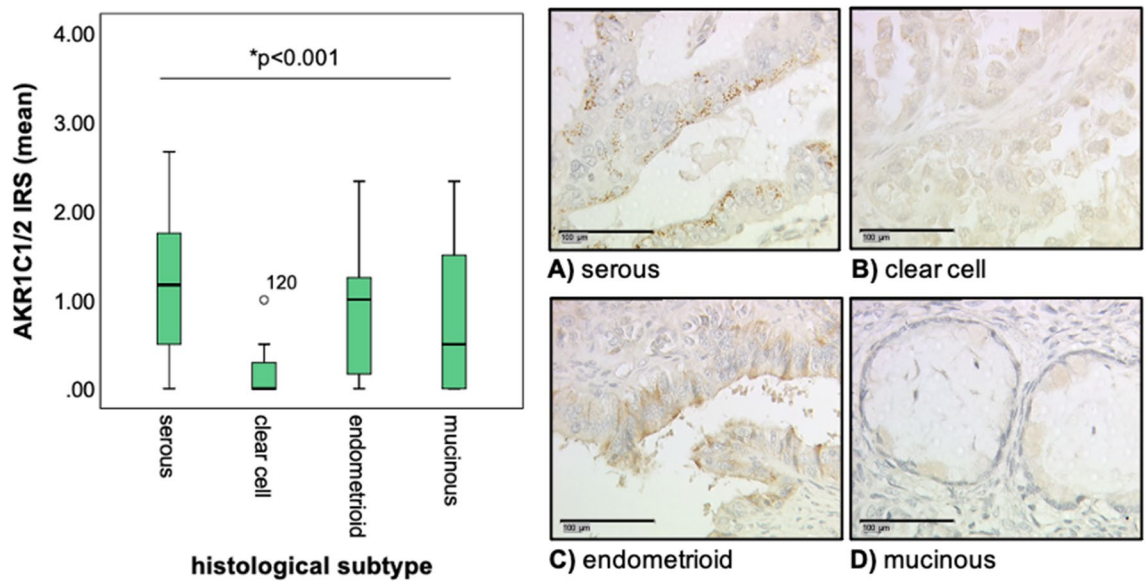 AKR1C1/2 IRS (mean)
4.00
3.00
2.00
1.00
.00
*p<0.001
120
serous
clear cell
endometrioid
mucinous
histological subtype
100 µm
A) serous
100 µm
B) clear cell
100 µm
C) endometrioid
100 µm
D) mucinous